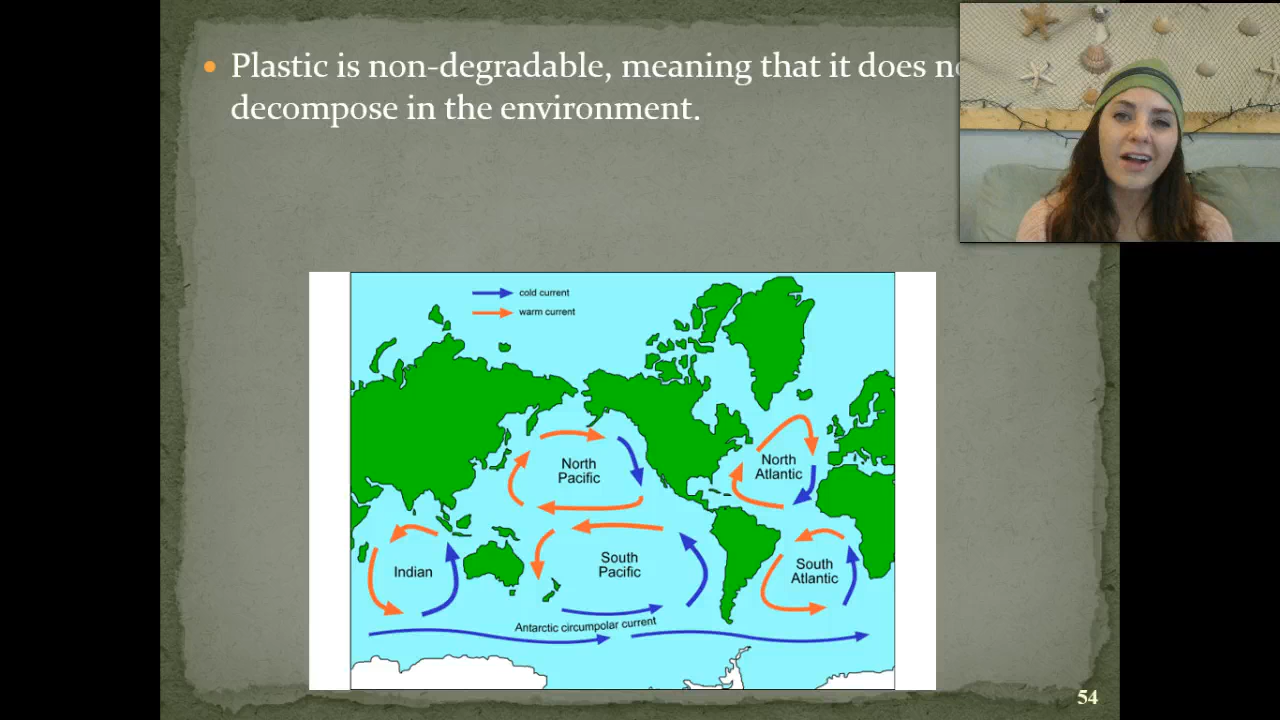 Plastic is non-degradable, meaning that it does
decompose in the environment.
cold current
warm current
North
Pacific
North
Atlantic
South
Pacific
Indian
South
Atlantic
Antarctic circumpolar current
54